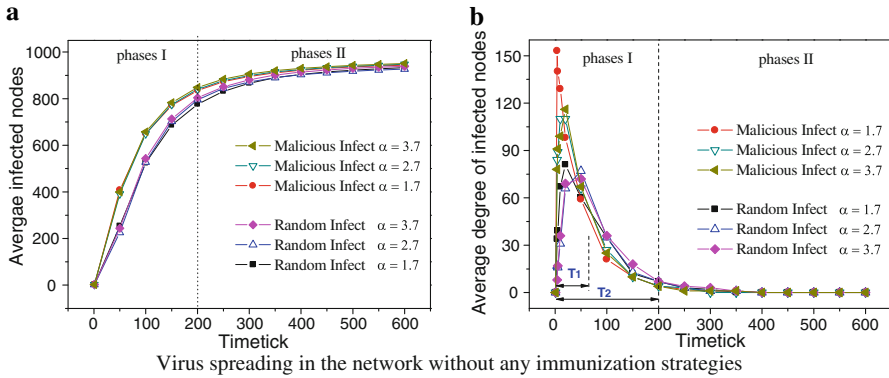 a
phases I
phases II
1000
800
600
400
200
0
Avergae infected nodes
Malicious Infect α = 3.7
Malicious Infect α = 2.7
Malicious Infect α = 1.7
Random Infect α = 3.7
Random Infect α = 2.7
Random Infect α = 1.7
0 100 200 300 400 500 600
Timetick
b
phases I
phases II
150
120
90
60
30
0
Average degree of infected nodes
Malicious Infect α = 1.7
Malicious Infect α = 2.7
Malicious Infect α = 3.7
Random Infect α = 1.7
Random Infect α = 2.7
Random Infect α = 3.7
T1
T2
0 100 200 300 400 500 600
Timetick
Virus spreading in the network without any immunization strategies